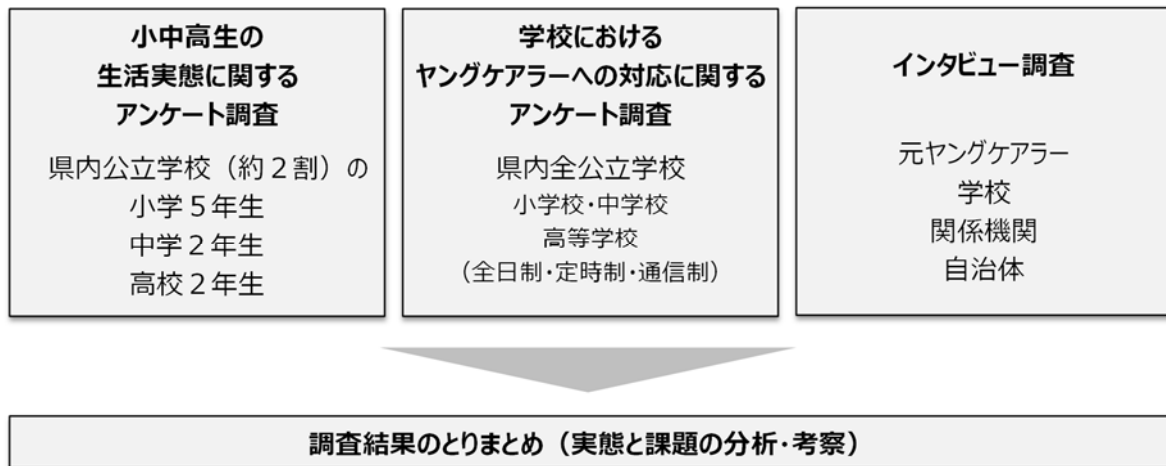 小中高生の
生活実態に関する
アンケート調査
県内公立学校（約２割）の
小学５年生
中学２年生
高校２年生
学校における
ヤングケアラーへの対応に関する
アンケート調査
県内全公立学校
小学校・中学校
高等学校
（全日制・定時制・通信制）
インタビュー調査
元ヤングケアラー
学校
関係機関
自治体
調査結果のとりまとめ（実態と課題の分析・考察）